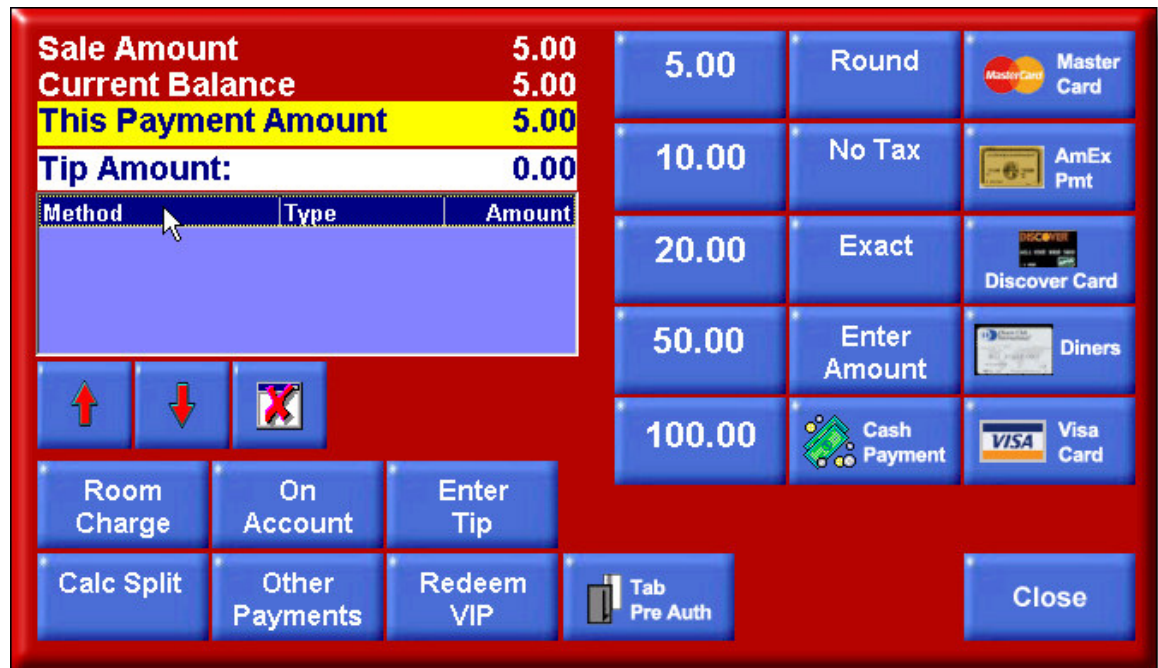 Sale Amount 5.00
Current Balance 5.00
This Payment Amount 5.00
Tip Amount: 0.00
Method Type Amount
5.00
Round
MasterCard
Master
Card
10.00
No Tax
AmEx
Pmt
20.00
Exact
DISCOVER
Discover Card
50.00
Enter
Amount
Diners
100.00
Cash
Payment
VISA
Visa
Card
Room
Charge
On
Account
Enter
Tip
Calc Split
Other
Payments
Redeem
VIP
Tab
Pre Auth
Close